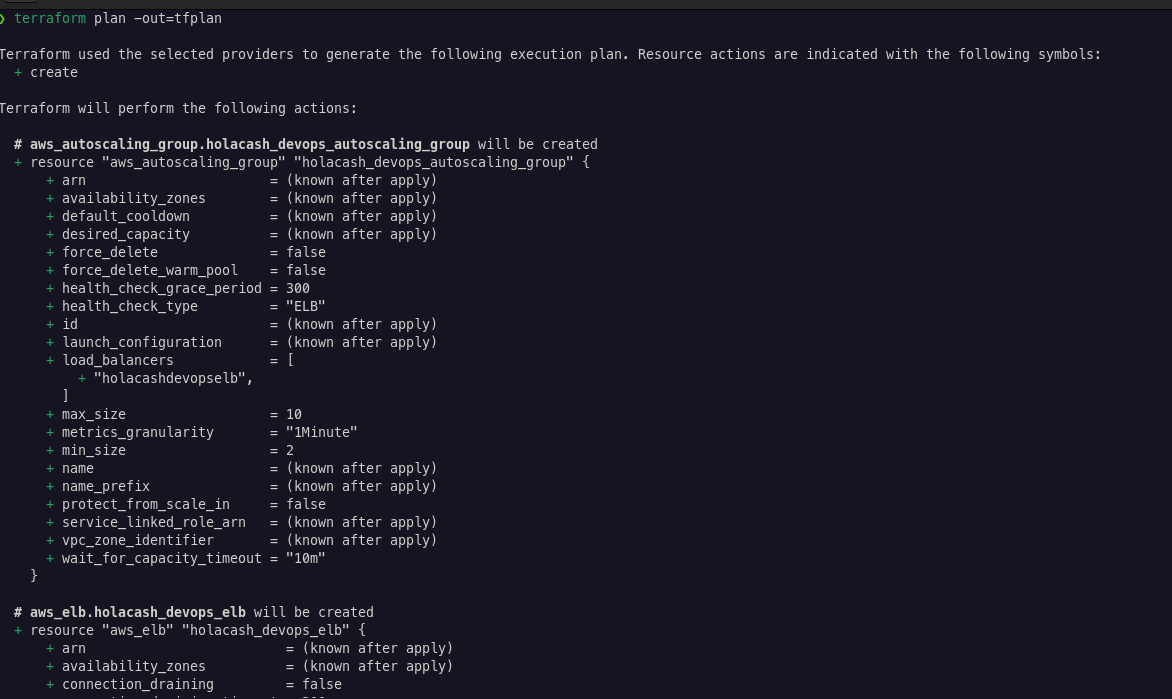 ❯ terraform plan -out=tfplan
Terraform used the selected providers to generate the following execution plan. Resource actions are indicated with the following symbols:
+ create
Terraform will perform the following actions:
# aws_autoscaling_group.holacash_devops_autoscaling_group will be created
+ resource "aws_autoscaling_group" "holacash_devops_autoscaling_group" {
+ arn = (known after apply)
+ availability_zones = (known after apply)
+ default_cooldown = (known after apply)
+ desired_capacity = (known after apply)
+ force_delete = false
+ force_delete_warm_pool = false
+ health_check_grace_period = 300
+ health_check_type = "ELB"
+ id = (known after apply)
+ launch_configuration = (known after apply)
+ load_balancers = [
+ "holacashdevopselb",
]
+ max_size = 10
+ metrics_granularity = "1Minute"
+ min_size = 2
+ name = (known after apply)
+ name_prefix = (known after apply)
+ protect_from_scale_in = false
+ service_linked_role_arn = (known after apply)
+ vpc_zone_identifier = (known after apply)
+ wait_for_capacity_timeout = "10m"
}
# aws_elb.holacash_devops_elb will be created
+ resource "aws_elb" "holacash_devops_elb" {
+ arn = (known after apply)
+ availability_zones = (known after apply)
+ connection_draining = false